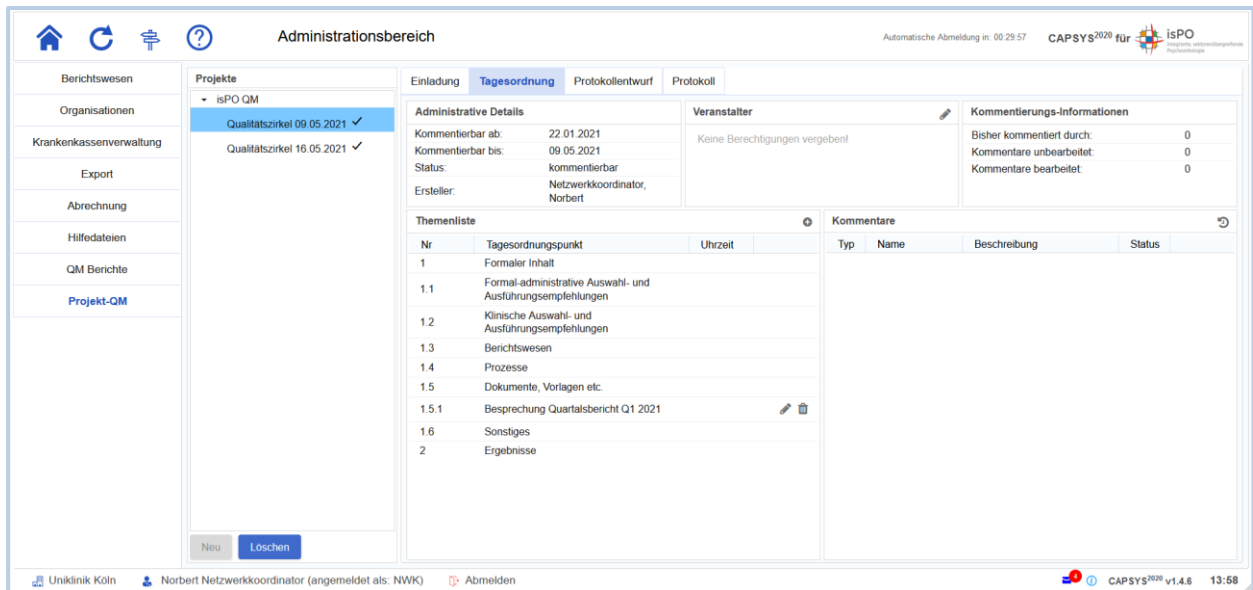 Administrationsbereich
Automatische Abmeldung in: 00:29:57
CAPSYS2020 für
isPO
Integrierte, sektorenübergreifende
Psychoonkologie
Berichtswesen
Organisationen
Krankenkassenverwaltung
Export
Abrechnung
Hilfedateien
QM Berichte
Projekt-QM
Projekte
isPO QM
Qualitätszirkel 09.05.2021
Qualitätszirkel 16.05.2021
Neu
Löschen
Einladung
Tagesordnung
Protokollentwurf
Protokoll
Administrative Details
Kommentierbar ab: 22.01.2021
Kommentierbar bis: 09.05.2021
Status: kommentierbar
Ersteller: Netzwerkkoordinator,
Norbert
Veranstalter
Keine Berechtigungen vergeben!
Kommentierungs-Informationen
Bisher kommentiert durch: 0
Kommentare unbearbeitet: 0
Kommentare bearbeitet: 0
Themenliste
Nr Tagesordnungspunkt Uhrzeit
1 Formaler Inhalt
1.1 Formal-administrative Auswahl- und
Ausführungsempfehlungen
1.2 Klinische Auswahl- und
Ausführungsempfehlungen
1.3 Berichtswesen
1.4 Prozesse
1.5 Dokumente, Vorlagen etc.
1.5.1 Besprechung Quartalsbericht Q1 2021
1.6 Sonstiges
2 Ergebnisse
Kommentare
Typ Name Beschreibung Status
Uniklinik Köln
Norbert Netzwerkkoordinator (angemeldet als: NWK)
Abmelden
4
CAPSYS2020 v1.4.6
13:58